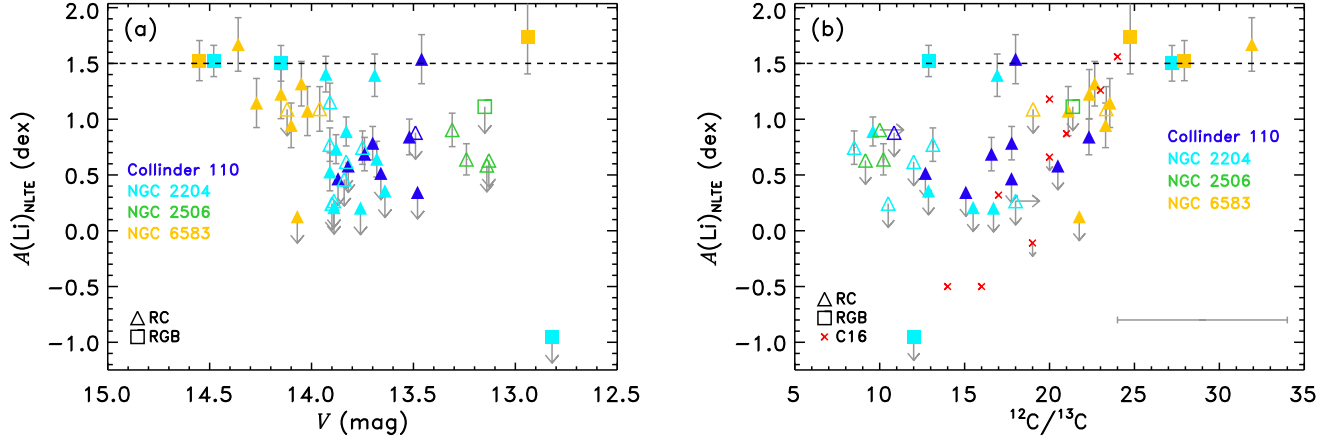 (a)
2.0
1.5
1.0
0.5
0.0
-0.5
-1.0
A(Li)NLTE (dex)
Collinder 110
NGC 2204
NGC 2506
NGC 6583
RC
RGB
15.0 14.5 14.0 13.5 13.0 12.5
V (mag)
(b)
2.0
1.5
1.0
0.5
0.0
-0.5
-1.0
A(Li)NLTE (dex)
Collinder 110
NGC 2204
NGC 2506
NGC 6583
RC
RGB
C16
5 10 15 20 25 30 35
¹²C/¹³C